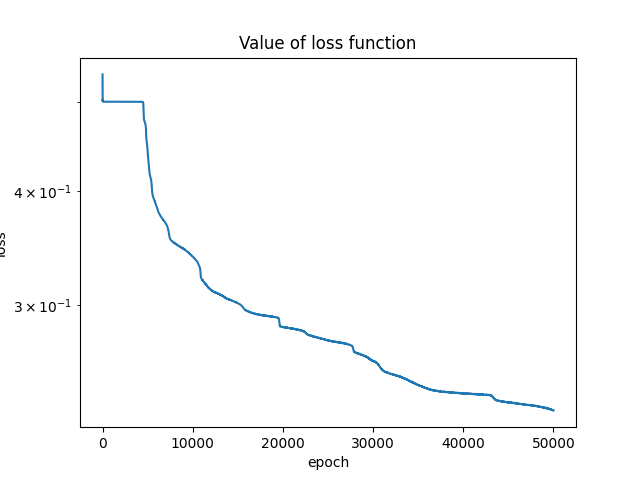 Value of loss function
4 × 10⁻¹
3 × 10⁻¹
loss
0 10000 20000 30000 40000 50000
epoch